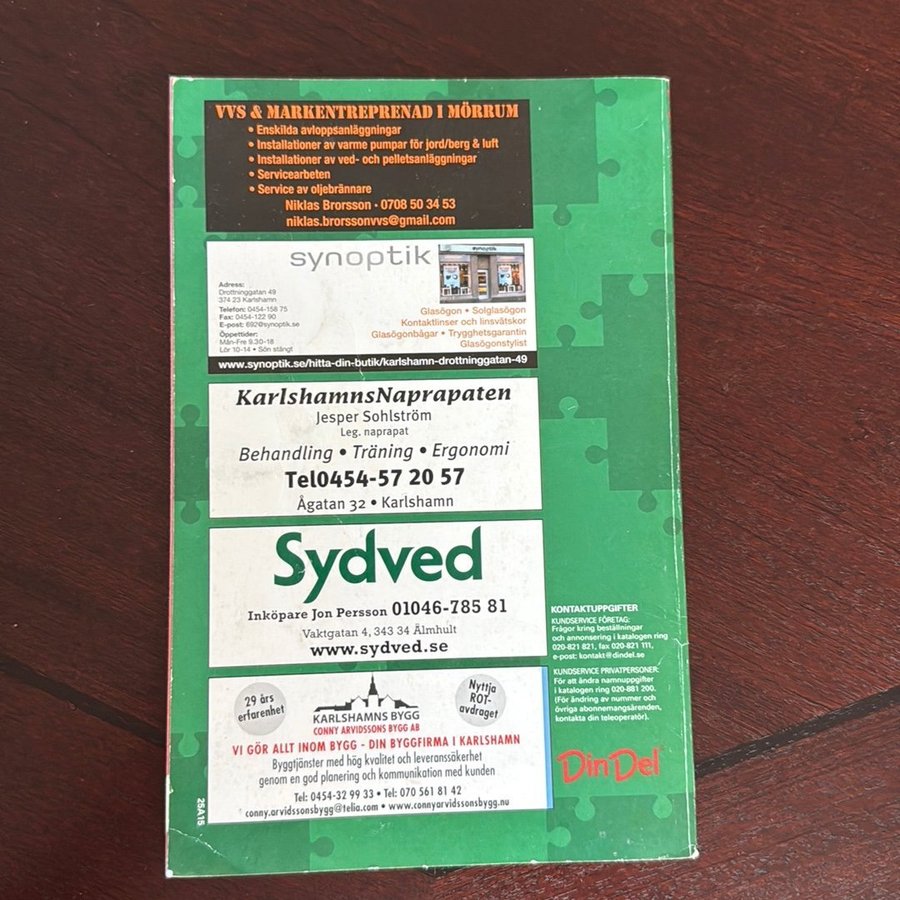 VVS & MARKENTREPRENAD I MÖRRUM
• Enskilda avloppsanläggningar
• Installationer av varme pumpar för jord/berg & luft
• Installationer av ved- och pelletsanläggningar
• Servicearbeten
• Service av oljebrännare
Niklas Brorsson · 0708 50 34 53
niklas.brorssonvvs@gmail.com
synoptik
synoptik
Adress:
Drottninggatan 49
374 23 Karlshamn
Telefon: 0454-158 75
Fax: 0454-122 90
E-post: 692@synoptik.se
Öppettider:
Mån-Fre 9.30-18
Lör 10-14 • Sön stängt
Glasögon • Solglasögon
Kontaktlinser och linsvätskor
Glasögonbågar • Trygghetsgarantin
Glasögonstylist
www.synoptik.se/hitta-din-butik/karlshamn-drottninggatan-49
KarlshamnsNaprapaten
Jesper Sohlström
Leg. naprapat
Behandling • Träning • Ergonomi
Tel0454-57 20 57
Ågatan 32 • Karlshamn
Sydved
Inköpare Jon Persson 01046-785 81
Vaktgatan 4, 343 34 Älmhult
www.sydved.se
29 års
erfarenhet
KARLSHAMNS BYGG
CONNY ARVIDSSONS BYGG AB
Nyttja
ROT-
avdraget
VI GÖR ALLT INOM BYGG - DIN BYGGFIRMA I KARLSHAMN
Byggtjänster med hög kvalitet och leveranssäkerhet
genom en god planering och kommunikation med kunden
Tel: 0454-32 99 33 • Tel: 070 561 81 42
conny.arvidssonsbygg@telia.com • www.connyarvidssonsbygg.nu
25A15
KONTAKTUPPGIFTER
KUNDSERVICE FÖRETAG:
Frågor kring beställningar
och annonsering i katalogen ring
020-821 821, fax 020-821 111,
e-post: kontakt@dindel.se
KUNDSERVICE PRIVATPERSONER:
För att ändra namnuppgifter
i katalogen ring 020-881 200.
(För ändring av nummer och
övriga abonnemangsärenden,
kontakta din teleoperatör).
Din Del